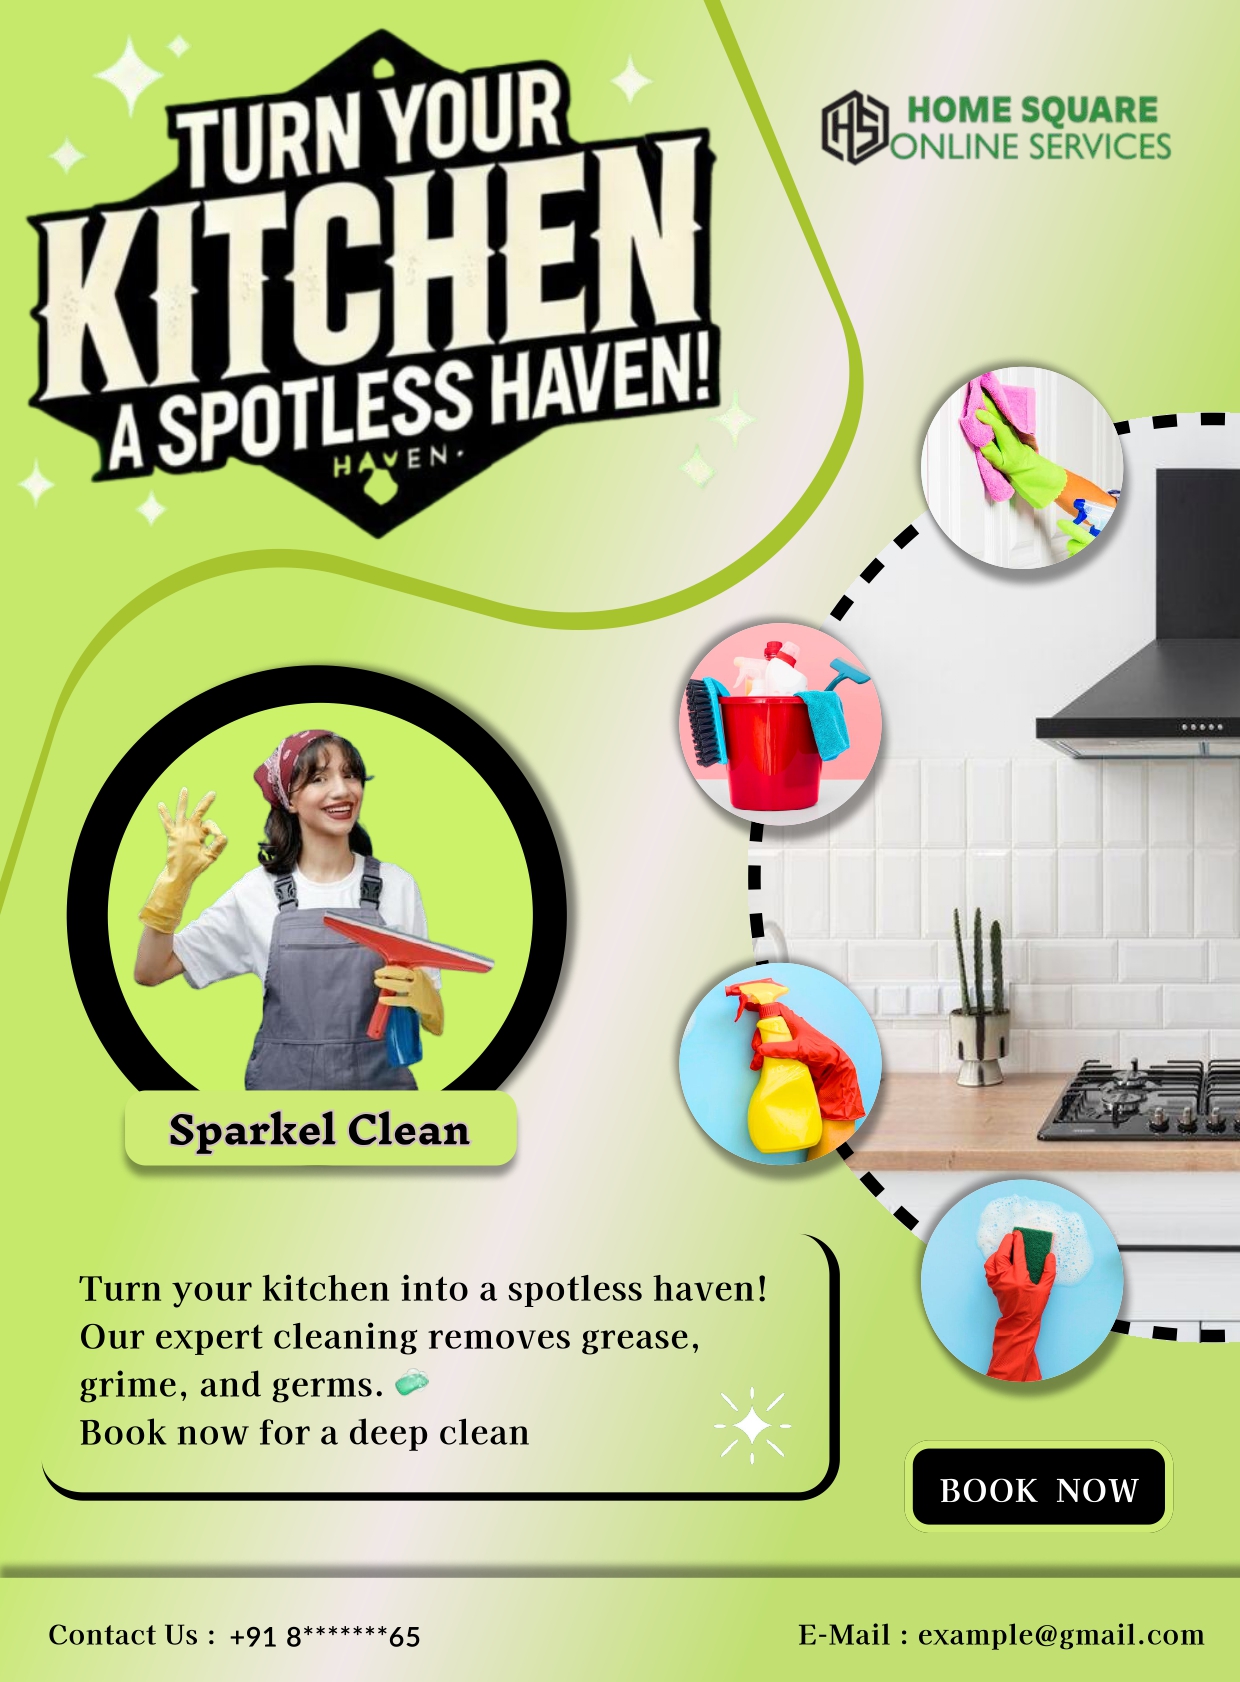 TURN YOUR
KITCHEN
A SPOTLESS HAVEN!
HAVEN.
HS HOME SQUARE
ONLINE SERVICES
Sparkel Clean
Turn your kitchen into a spotless haven!
Our expert cleaning removes grease,
grime, and germs. 🧼
Book now for a deep clean
BOOK NOW
Contact Us : +91 8*******65
E-Mail : example@gmail.com